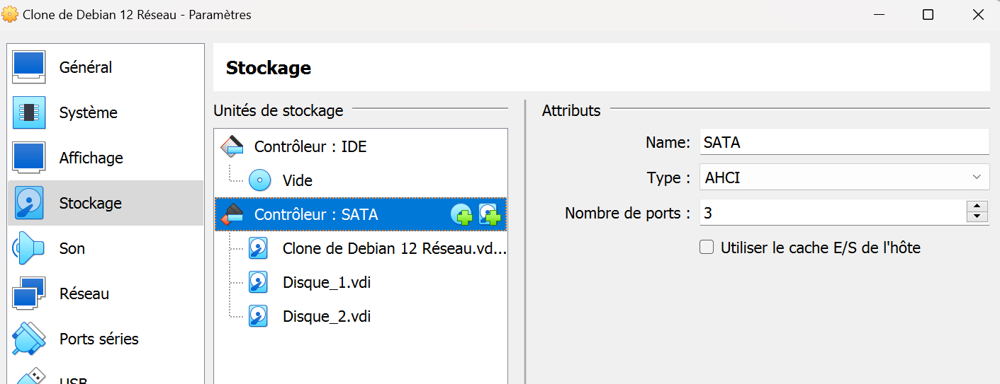 Clone de Debian 12 Réseau - Paramètres
Général
Système
Affichage
Stockage
Son
Réseau
Ports séries
USB
Stockage
Unités de stockage
Contrôleur : IDE
Vide
Contrôleur : SATA
Clone de Debian 12 Réseau.vd...
Disque_1.vdi
Disque_2.vdi
Attributs
Name: SATA
Type : AHCI
Nombre de ports : 3
Utiliser le cache E/S de l'hôte